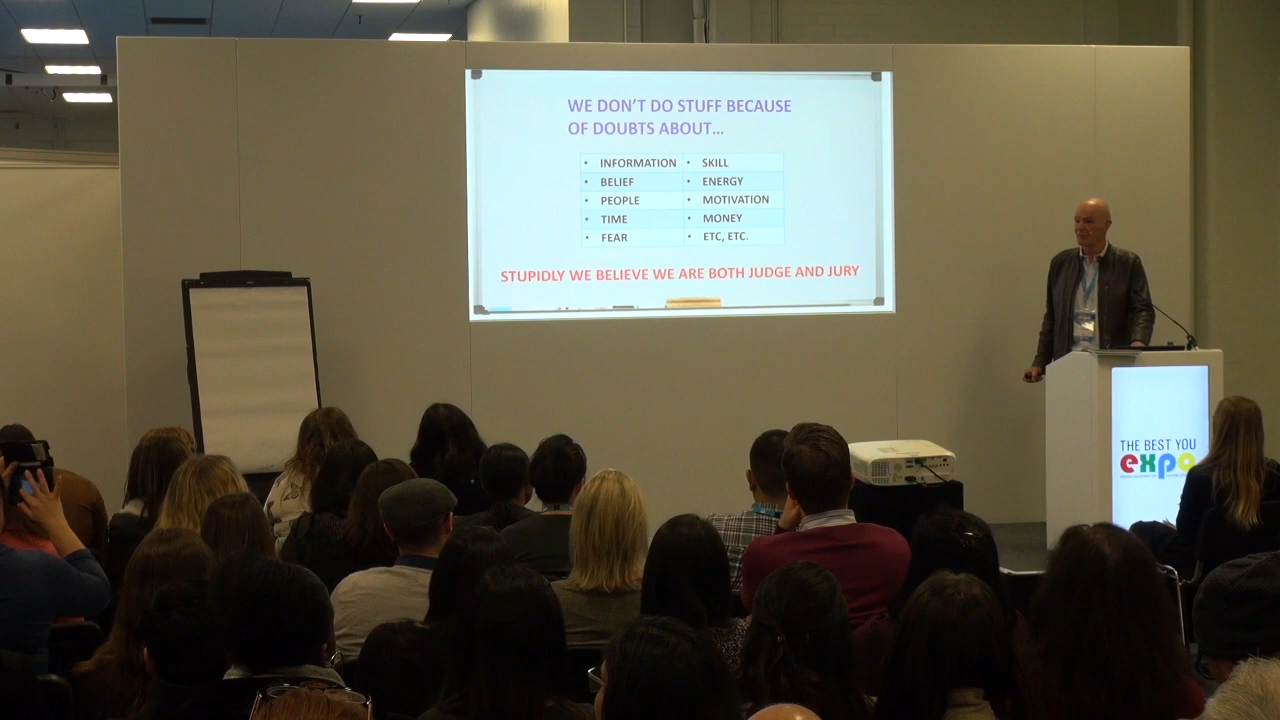 WE DON'T DO STUFF BECAUSE
OF DOUBTS ABOUT...
• INFORMATION • SKILL
• BELIEF • ENERGY
• PEOPLE • MOTIVATION
• TIME • MONEY
• FEAR • ETC, ETC.
STUPIDLY WE BELIEVE WE ARE BOTH JUDGE AND JURY
THE BEST YOU
expo